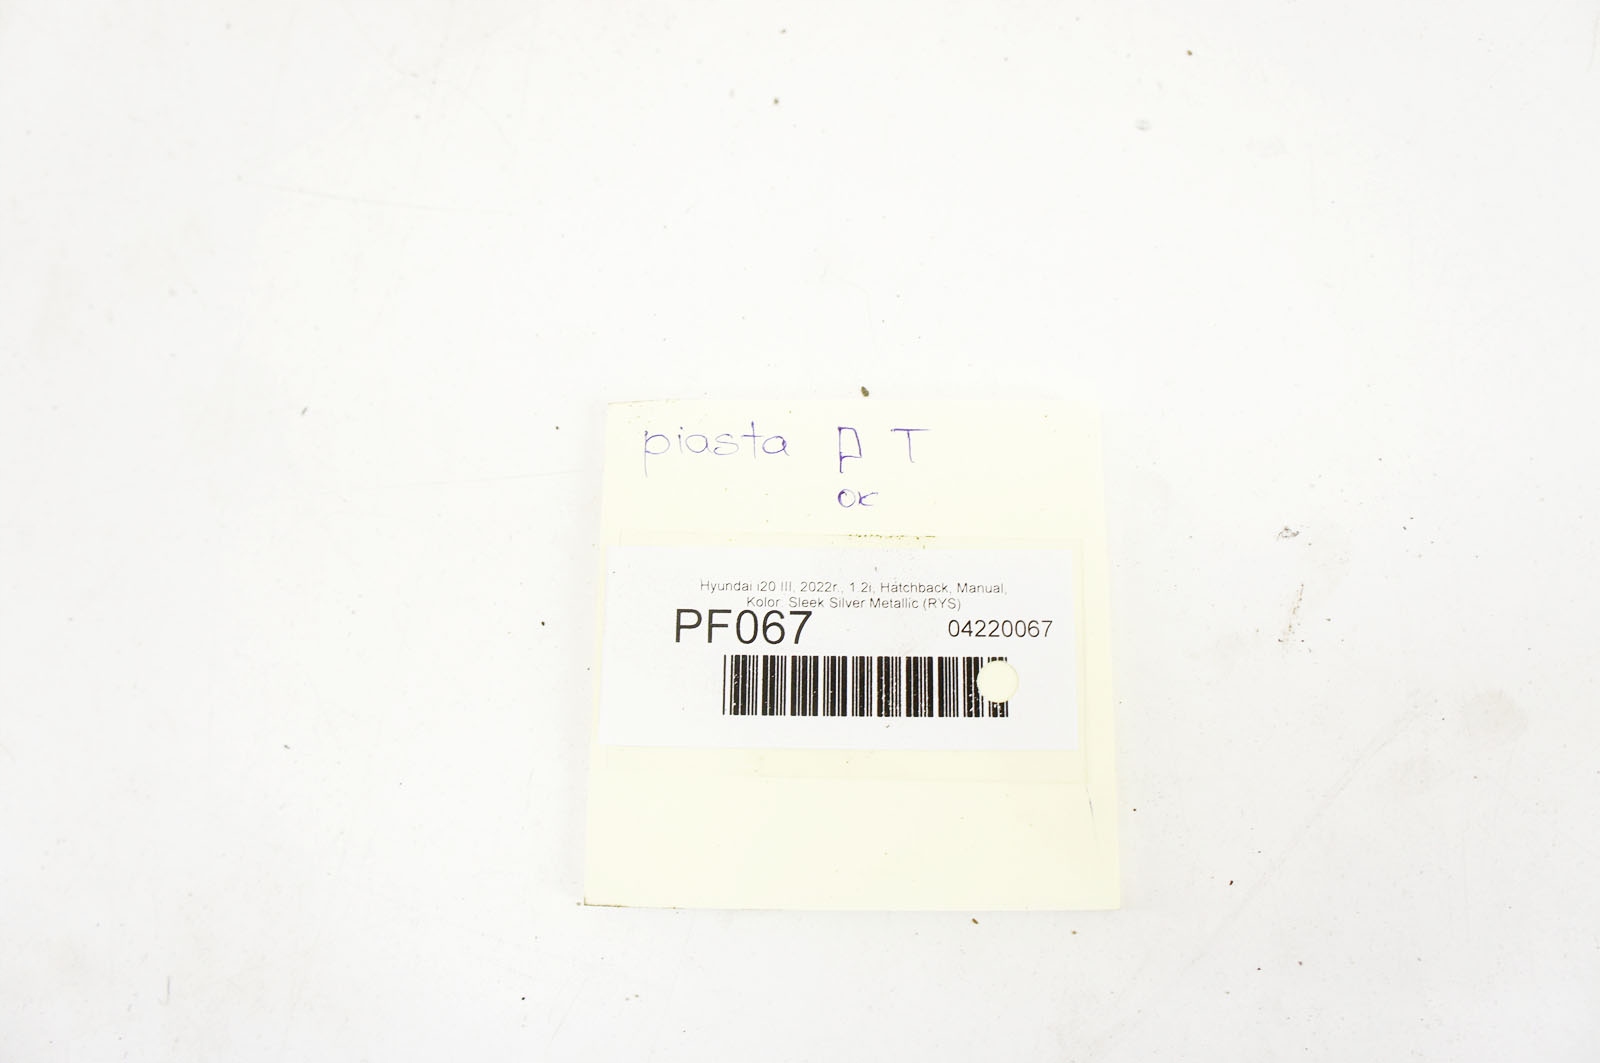 piasta P T
OK
Hyundai i20 III, 2022r., 1.2i, Hatchback, Manual,
Kolor: Sleek Silver Metallic (RYS)
PF067 04220067